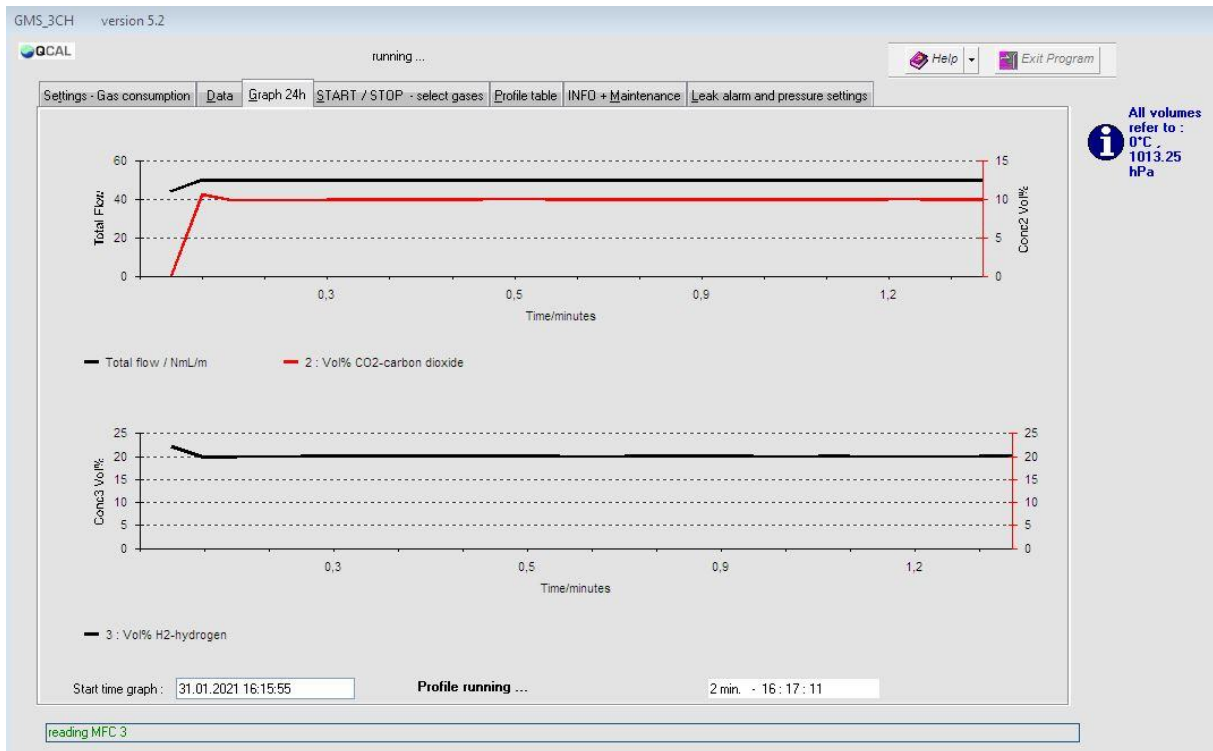 GMS_3CH version 5.2
QCAL
running ...
Help
Exit Program
Settings - Gas consumption Data Graph 24h START / STOP - select gases Profile table INFO + Maintenance Leak alarm and pressure settings
All volumes
refer to :
0°C ,
1013.25
hPa
60
40
20
0
Total Flow
15
10
5
0
Conc2 Vol%
0,3 0,5 0,9 1,2
Time/minutes
Total flow / NmL/m 2 : Vol% CO2-carbon dioxide
25
20
15
10
5
0
Conc3 Vol%
25
20
15
10
5
0
0,3 0,5 0,9 1,2
Time/minutes
3 : Vol% H2-hydrogen
Start time graph : 31.01.2021 16:15:55 Profile running ... 2 min. - 16 : 17 : 11
reading MFC 3